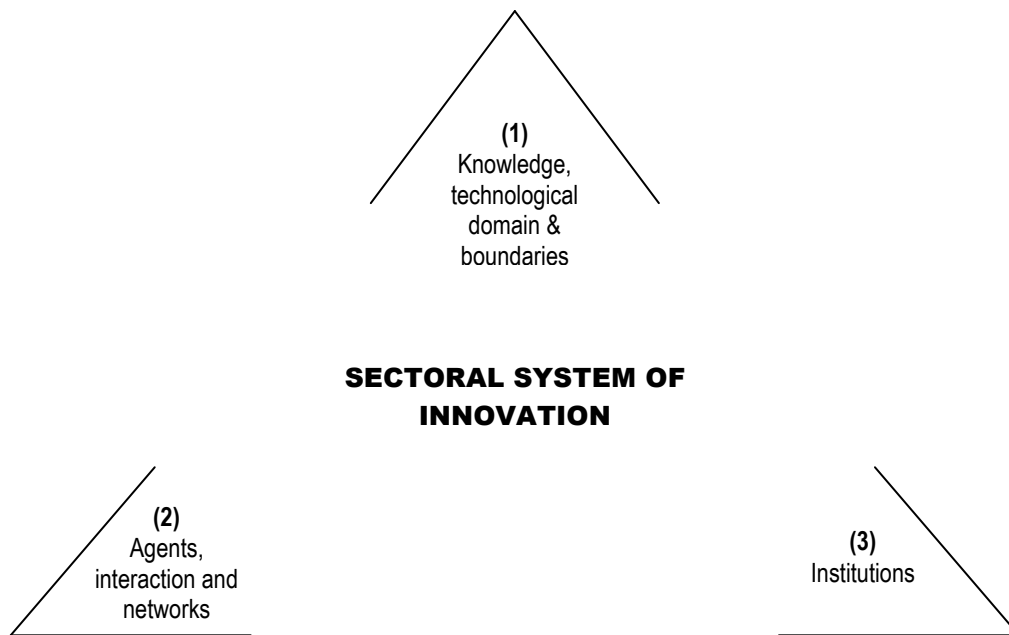 (1)
Knowledge,
technological
domain &
boundaries
SECTORAL SYSTEM OF
INNOVATION
(2)
Agents,
interaction and
networks
(3)
Institutions